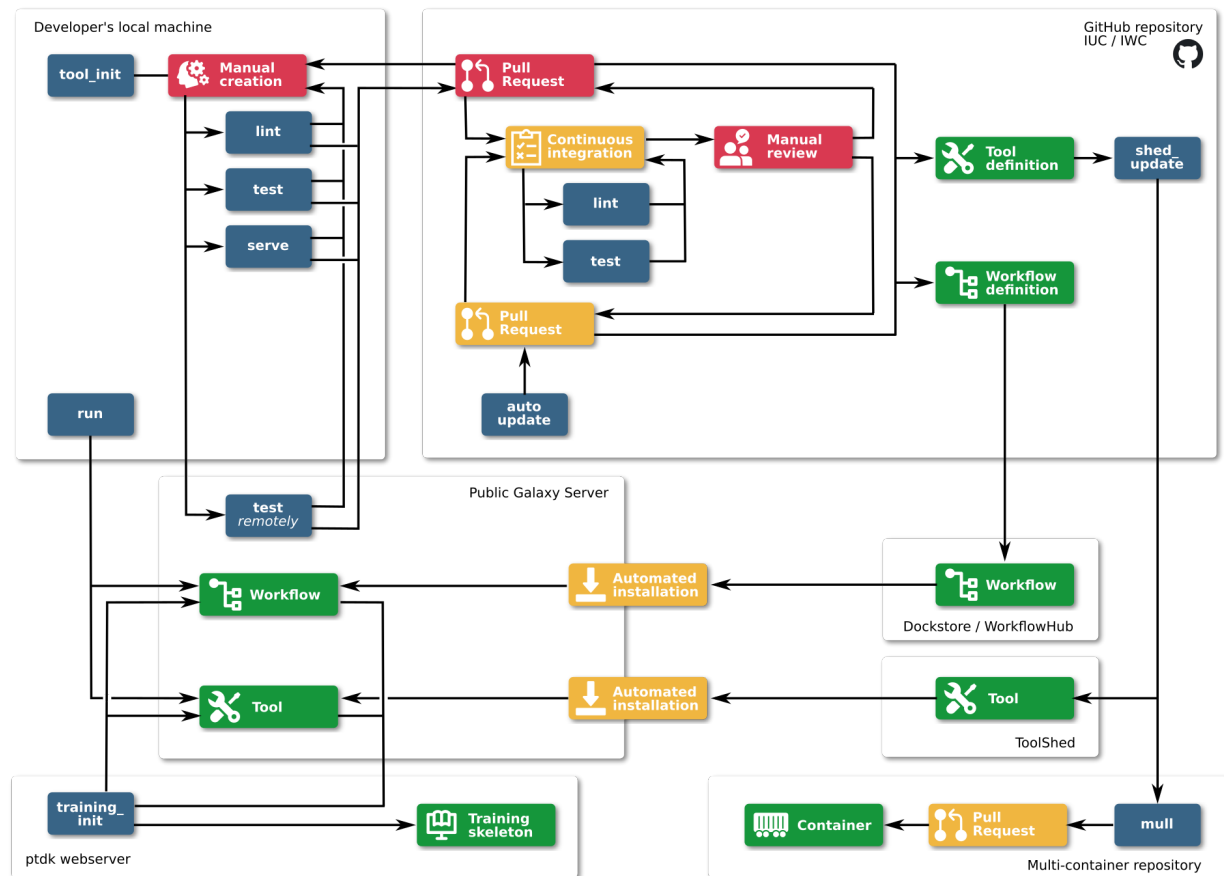 Developer's local machine
tool_init
Manual
creation
lint
test
serve
run
GitHub repository
IUC / IWC
Pull
Request
Continuous
integration
Manual
review
lint
test
Pull
Request
auto
update
Tool
definition
shed_
update
Workflow
definition
Public Galaxy Server
test
remotely
Workflow
Automated
installation
Workflow
Dockstore / WorkflowHub
Tool
Automated
installation
Tool
ToolShed
training_
init
Training
skeleton
ptdk webserver
Container
Pull
Request
mull
Multi-container repository